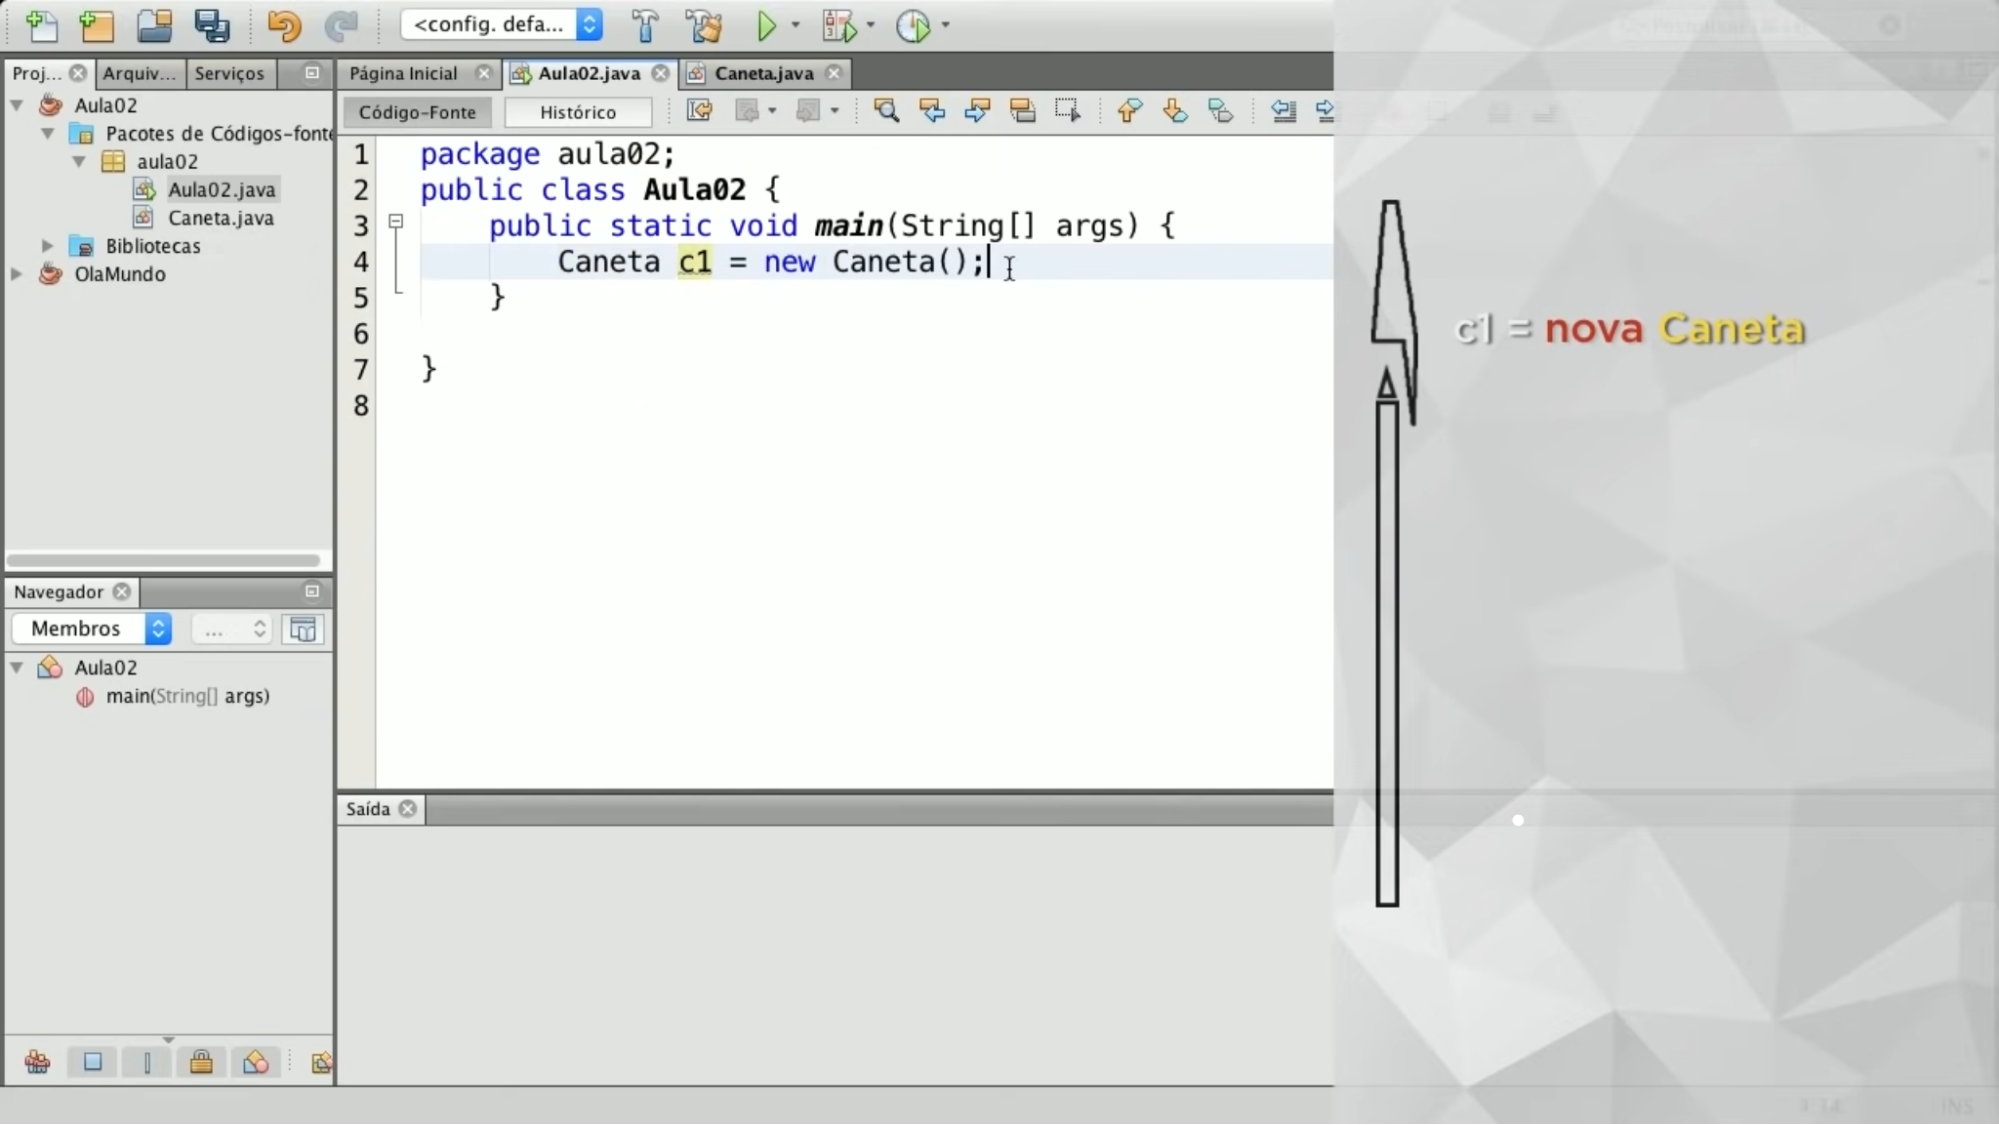 <config. defa...
Proj...
Arquiv...
Serviços
Página Inicial
Aula02.java
Caneta.java
Aula02
Pacotes de Códigos-fonte
aula02
Aula02.java
Caneta.java
Bibliotecas
OlaMundo
Código-Fonte
Histórico
1 package aula02;
2 public class Aula02 {
3 public static void main(String[] args) {
4 Caneta c1 = new Caneta();
5 }
6
7 }
8
c1 = nova Caneta
Navegador
Membros
...
Aula02
main(String[] args)
Saída
INS